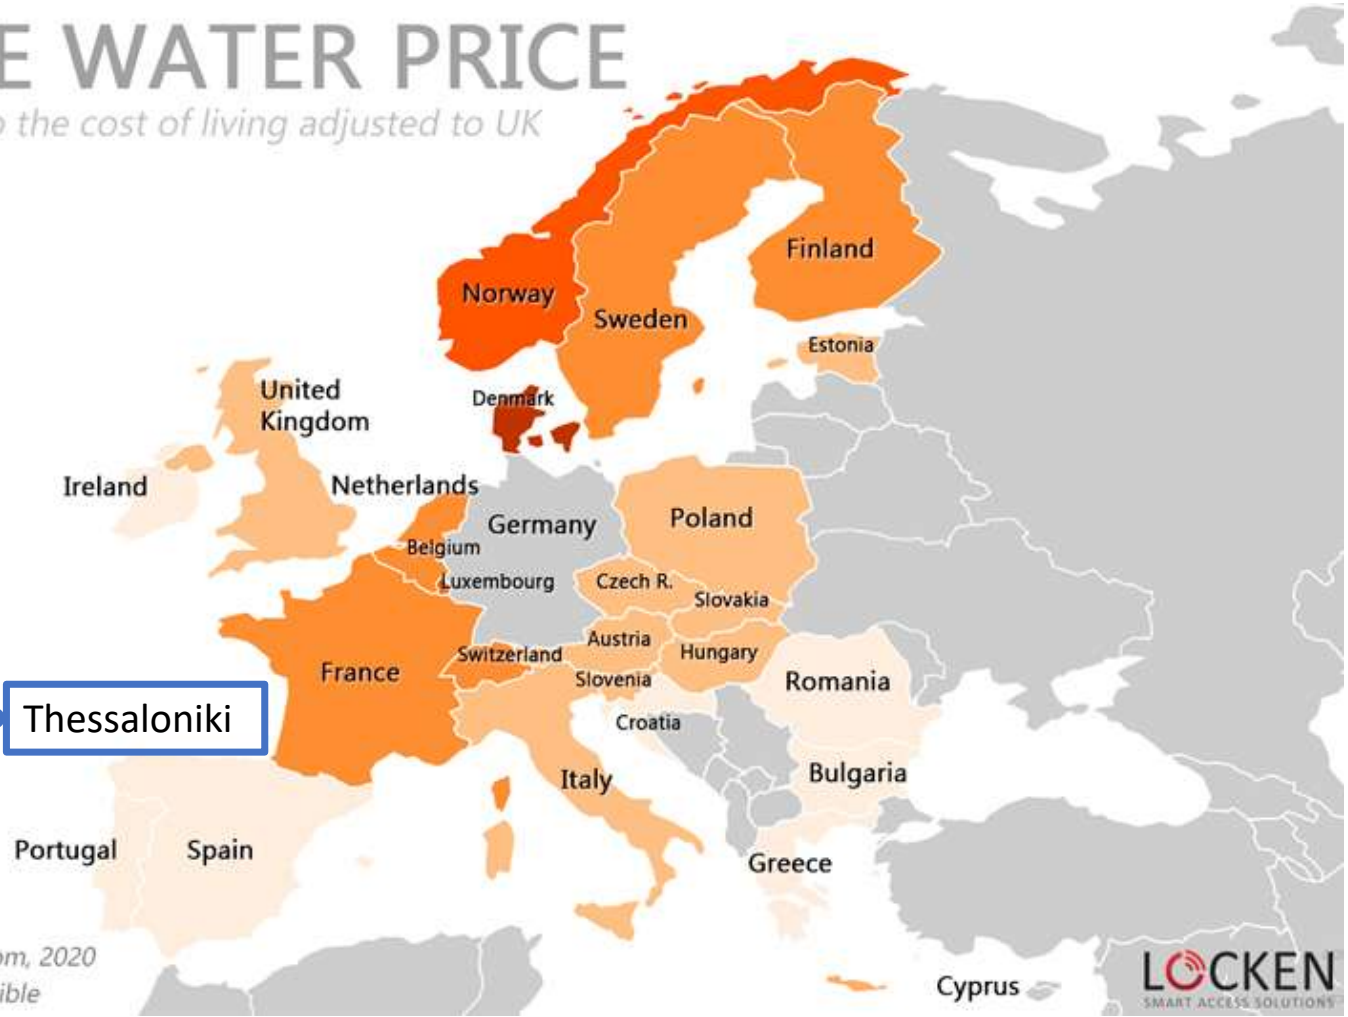 E WATER PRICE
o the cost of living adjusted to UK
Finland
Norway
Sweden
Estonia
United
Kingdom
Denmark
Ireland
Netherlands
Germany
Poland
Belgium
Luxembourg
Czech R.
Slovakia
Austria
Switzerland
Hungary
France
Slovenia
Romania
Thessaloniki
Croatia
Italy
Bulgaria
Portugal
Spain
Greece
om, 2020
ible
Cyprus
LOCKEN
SMART ACCESS SOLUTIONS